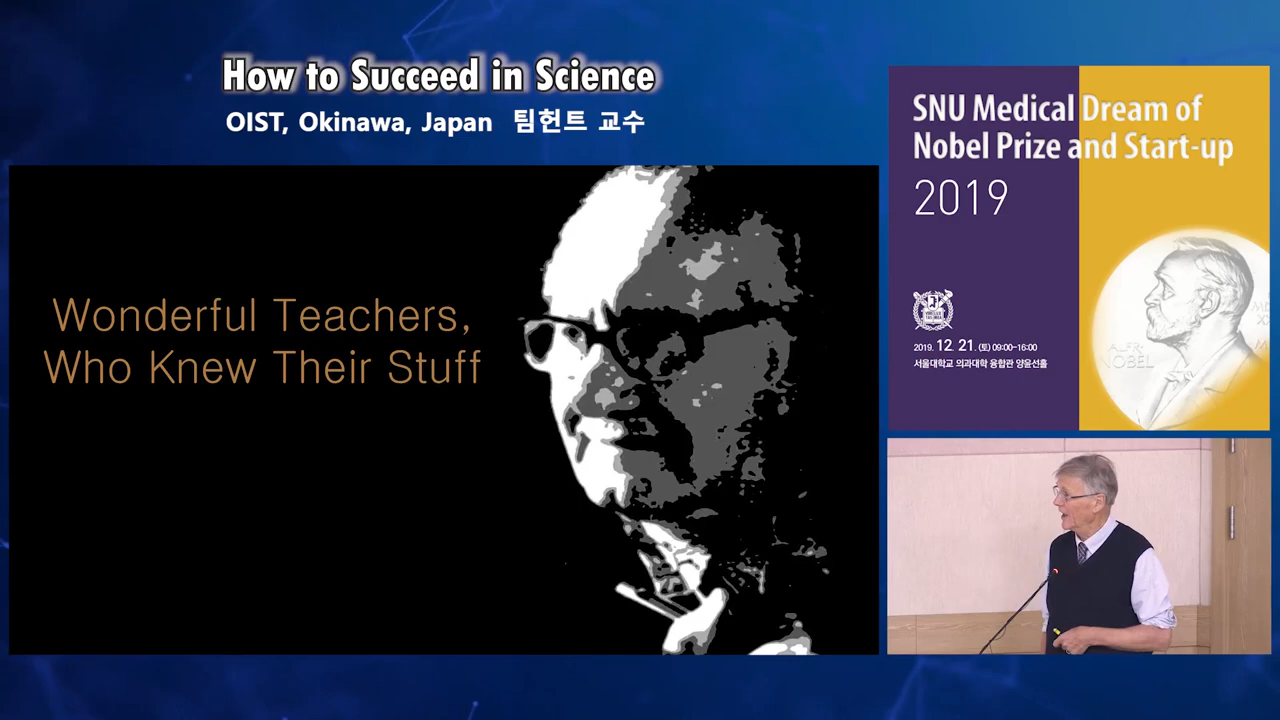 How to Succeed in Science
OIST, Okinawa, Japan 팀헌트 교수
Wonderful Teachers,
Who Knew Their Stuff
SNU Medical Dream of
Nobel Prize and Start-up
2019
2019. 12. 21. (토) 09:00~16:00
서울대학교 의과대학 융합관 양윤선홀
ALFR.
NOBEL